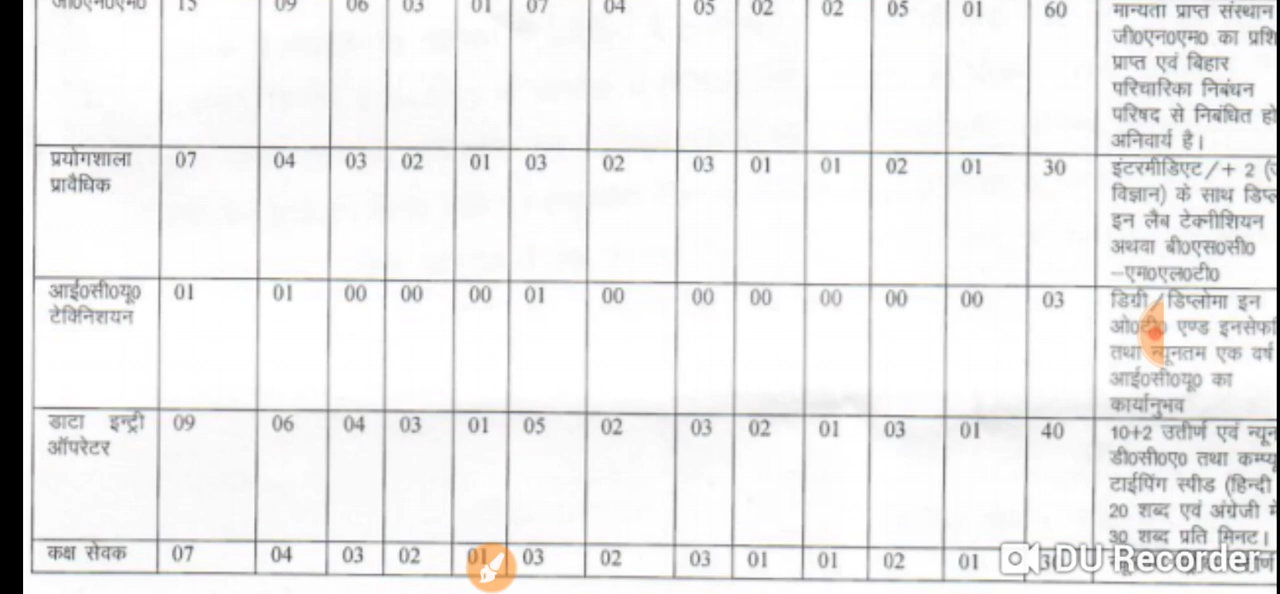 जी0एन0एम0 15 09 06 03 01 07 04 05 02 02 05 01 60 मान्यता प्राप्त संस्थान
जी0एन0एम0 का
प्राप्त एवं बिहार
परिचारिका निबंधन
परिषद से निबंधित
अनिवार्य है।
प्रयोगशाला 07 04 03 02 01 03 02 03 01 01 02 01 30 इंटरमीडिएट/+ 2
प्रावैधिक विज्ञान) के साथ
इन लैब टेक्नीशियन
अथवा बी0एस0सी0
–एम0एल0टी0
आई0सी0यू0 01 01 00 00 00 01 00 00 00 00 00 00 03 डिग्री/डिप्लोमा इन
टेक्निशियन ओ0टी0 एण्ड
तथा न्यूनतम एक वर्ष
आई0सी0यू0 का
कार्यानुभव
डाटा इन्ट्री 09 06 04 03 01 05 02 03 02 01 03 01 40 10+2 उतीर्ण एवं
ऑपरेटर डी0सी0ए0 तथा
टाईपिंग स्पीड (हिन्दी
20 शब्द एवं अंग्रेजी
30 शब्द प्रति मिनट।
कक्ष सेवक 07 04 03 02 01 03 02 03 01 01 02 01
DU Recorder